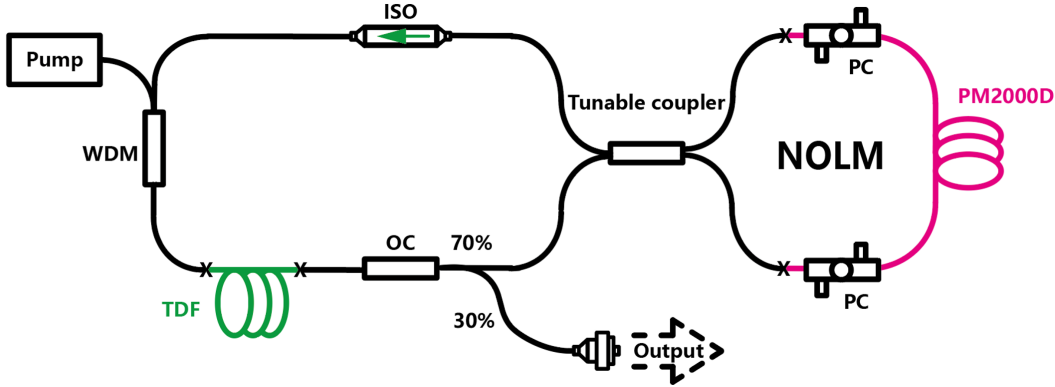 ISO
Pump
PC
Tunable coupler
PM2000D
WDM
NOLM
OC
70%
TDF
30%
PC
Output